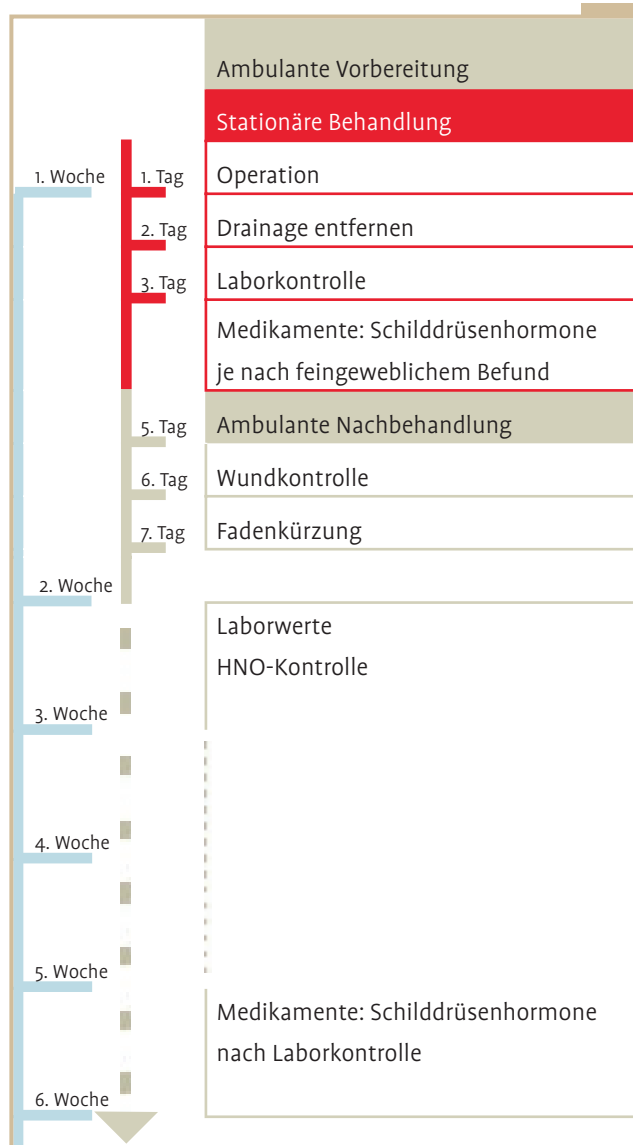 Ambulante Vorbereitung
Stationäre Behandlung
1. Woche
1. Tag
Operation
2. Tag
Drainage entfernen
3. Tag
Laborkontrolle
Medikamente: Schilddrüsenhormone
je nach feingeweblichem Befund
5. Tag
Ambulante Nachbehandlung
6. Tag
Wundkontrolle
7. Tag
Fadenkürzung
2. Woche
Laborwerte
HNO-Kontrolle
3. Woche
4. Woche
5. Woche
Medikamente: Schilddrüsenhormone
nach Laborkontrolle
6. Woche